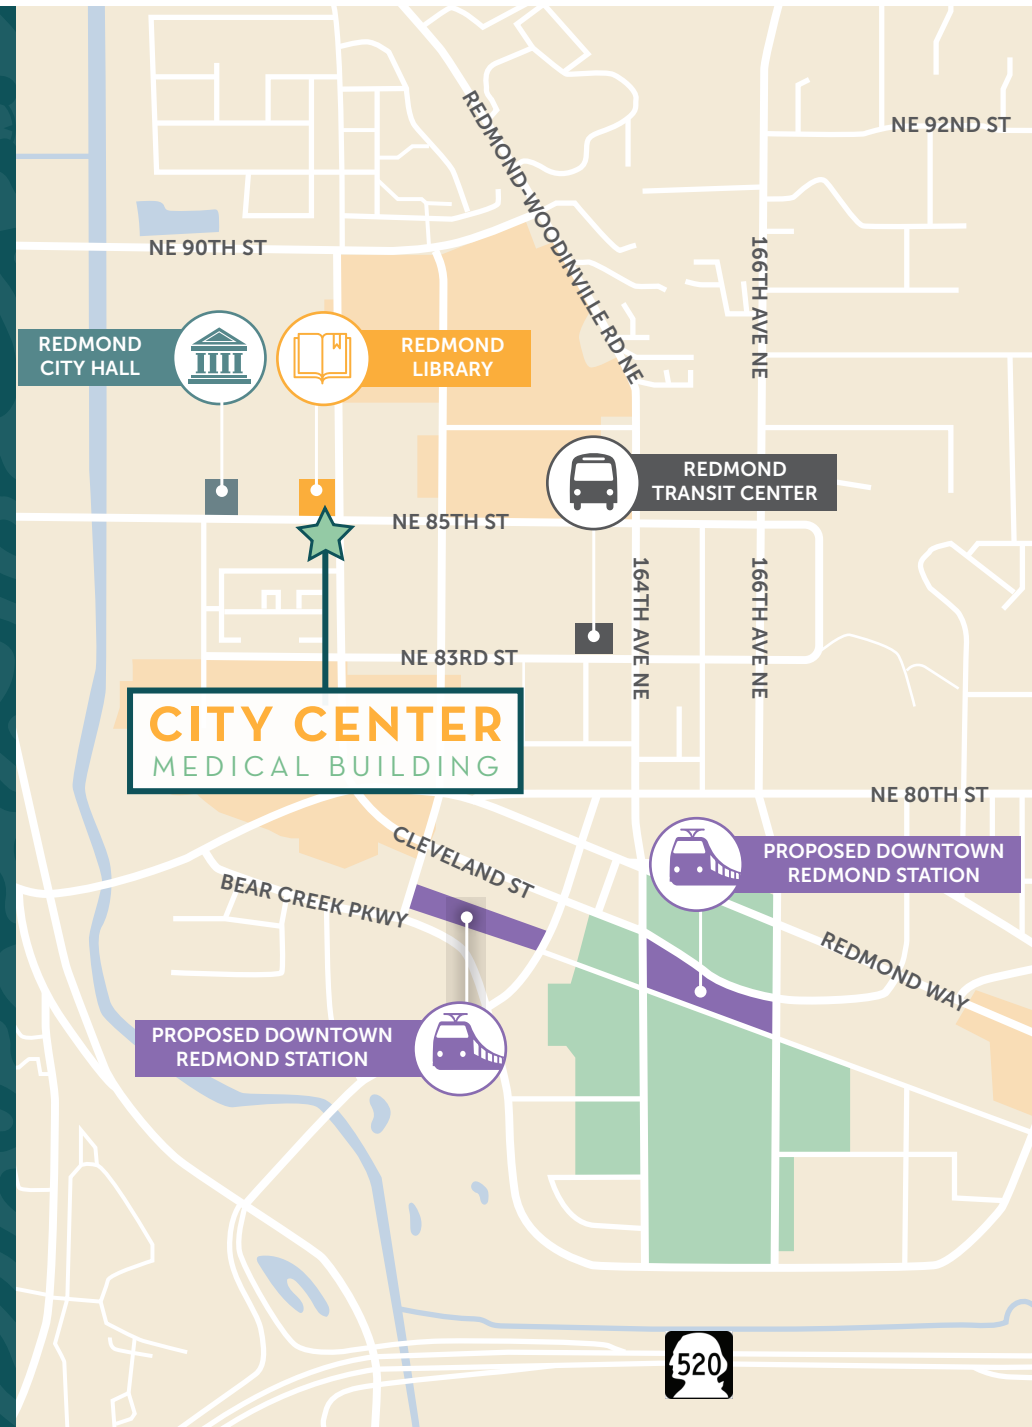 NE 92ND ST
REDMOND-WOODINVILLE RD NE
NE 90TH ST
166TH AVE NE
REDMOND
CITY HALL
REDMOND
LIBRARY
REDMOND
TRANSIT CENTER
NE 85TH ST
164TH AVE NE
166TH AVE NE
NE 83RD ST
CITY CENTER
MEDICAL BUILDING
NE 80TH ST
CLEVELAND ST
PROPOSED DOWNTOWN
REDMOND STATION
BEAR CREEK PKWY
REDMOND WAY
PROPOSED DOWNTOWN
REDMOND STATION
520